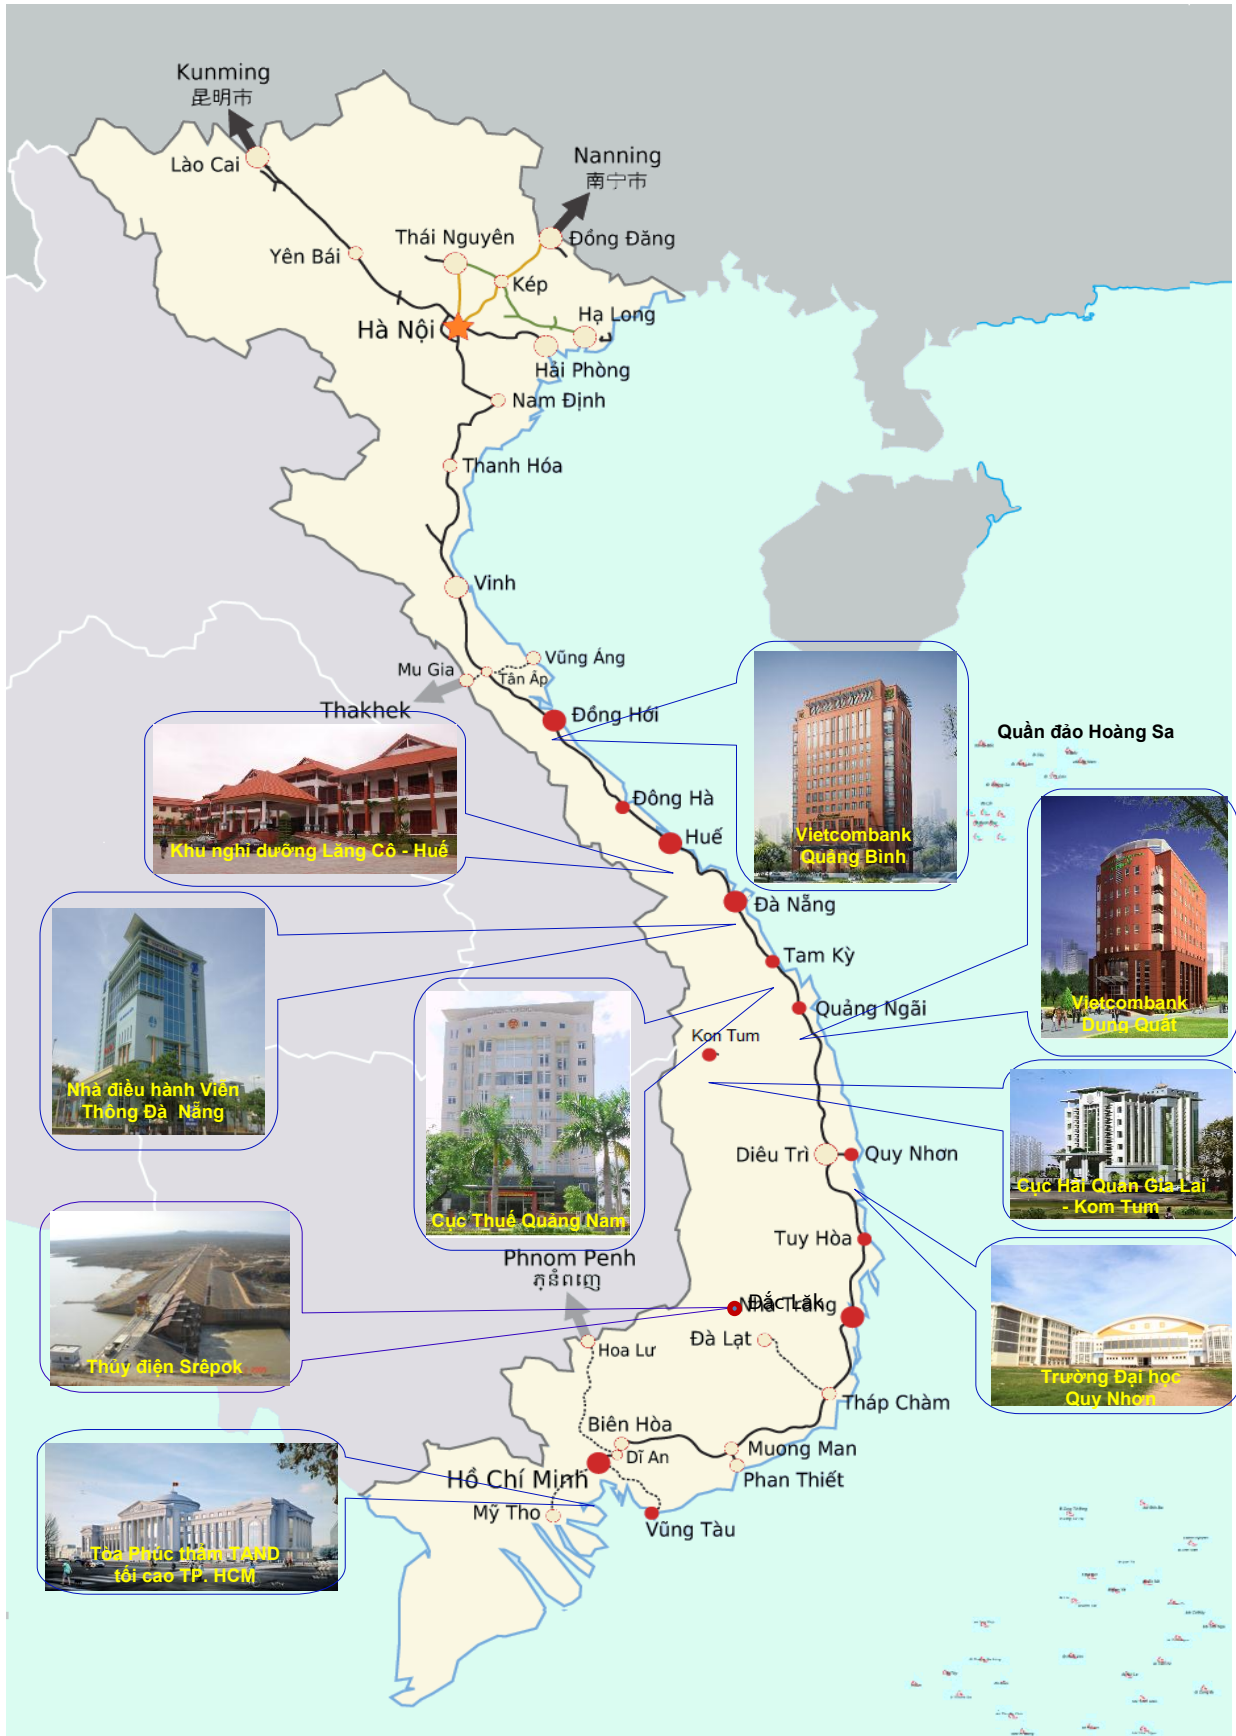 Kunming
昆明市
Nanning
南宁市
Lào Cai
Thái Nguyên
Đồng Đăng
Yên Bái
Kép
Hạ Long
Hà Nội
Hải Phòng
Nam Định
Thanh Hóa
Vinh
Vũng Áng
Mu Gia
Tân Ấp
Thakhek
Đồng Hới
Quần đảo Hoàng Sa
Đông Hà
Huế
Vietcombank
Quảng Bình
Khu nghỉ dưỡng Lăng Cô - Huế
Đà Nẵng
Tam Kỳ
Quảng Ngãi
Vietcombank
Dung Quất
Kon Tum
Nhà điều hành Viễn
Thông Đà Nẵng
Diêu Trì
Quy Nhơn
Cục Hải Quan Gia Lai
- Kom Tum
Cục Thuế Quảng Nam
Tuy Hòa
Phnom Penh
ភ្នំពេញ
Nha Trang
Đắc Lăk
Đà Lạt
Hoa Lư
Thủy điện Srêpok
Trường Đại học
Quy Nhơn
Tháp Chàm
Biên Hòa
Dĩ An
Muong Man
Phan Thiết
Hồ Chí Minh
Mỹ Tho
Vũng Tàu
Tòa Phúc thẩm TAND
tối cao TP. HCM